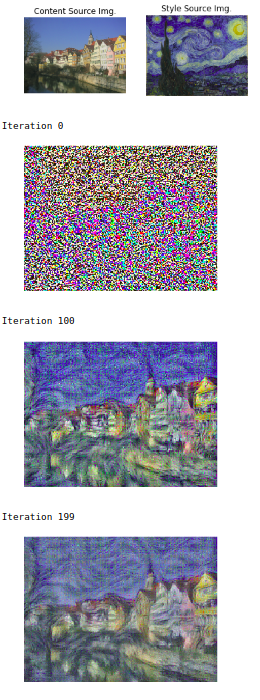 Content Source Img.
Style Source Img.
Iteration 0
Iteration 100
Iteration 199